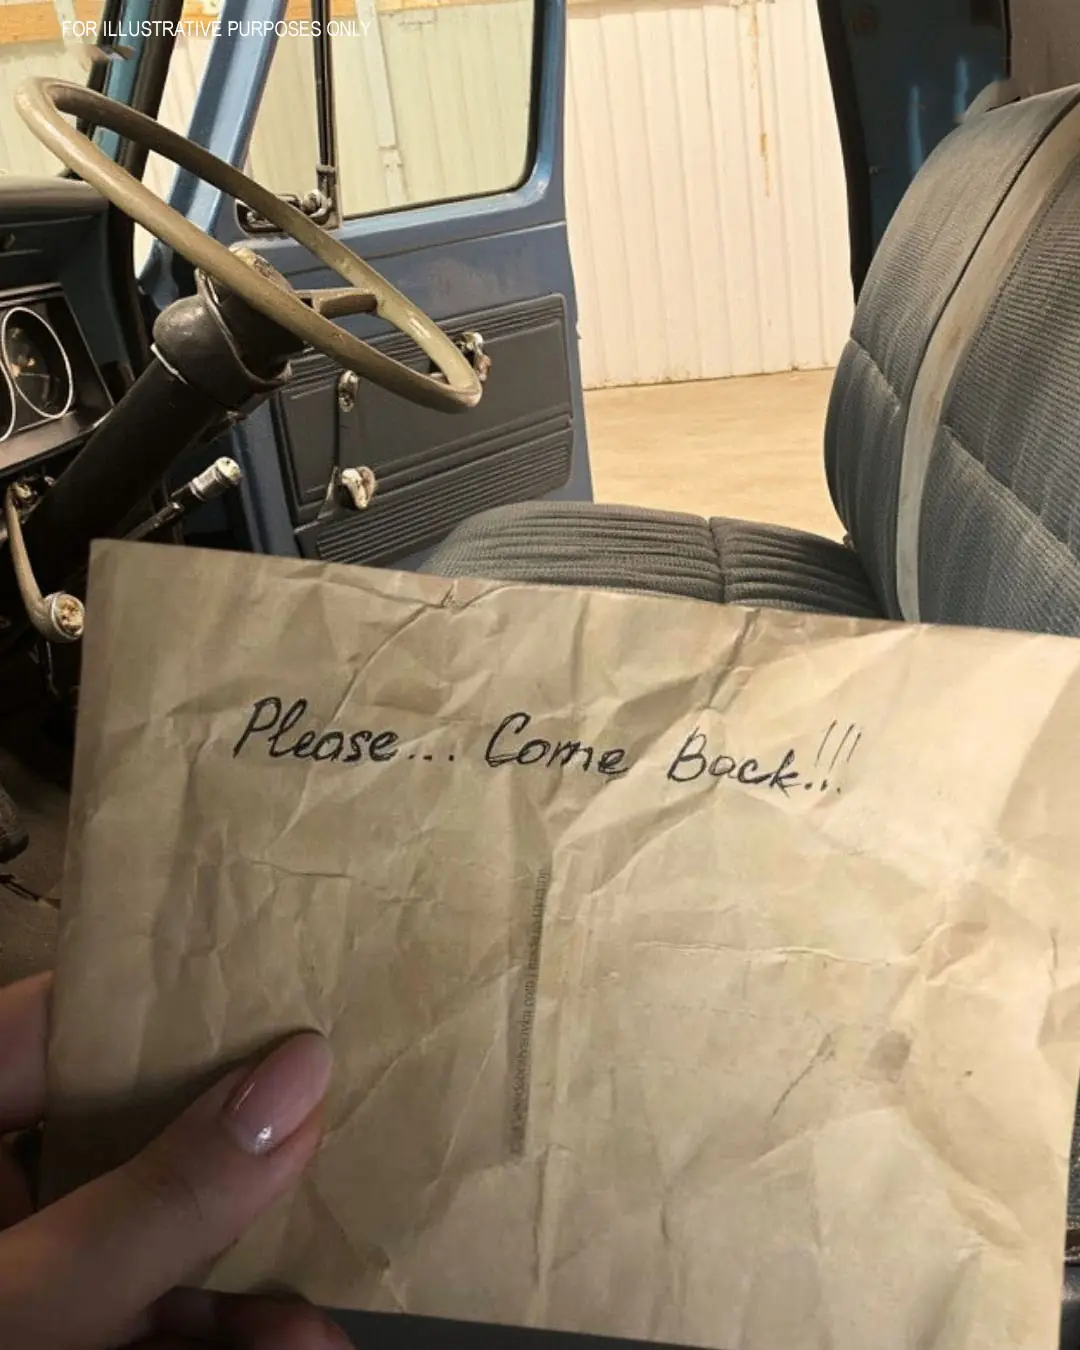 FOR ILLUSTRATIVE PURPOSES ONLY
Please... Come Back!!!